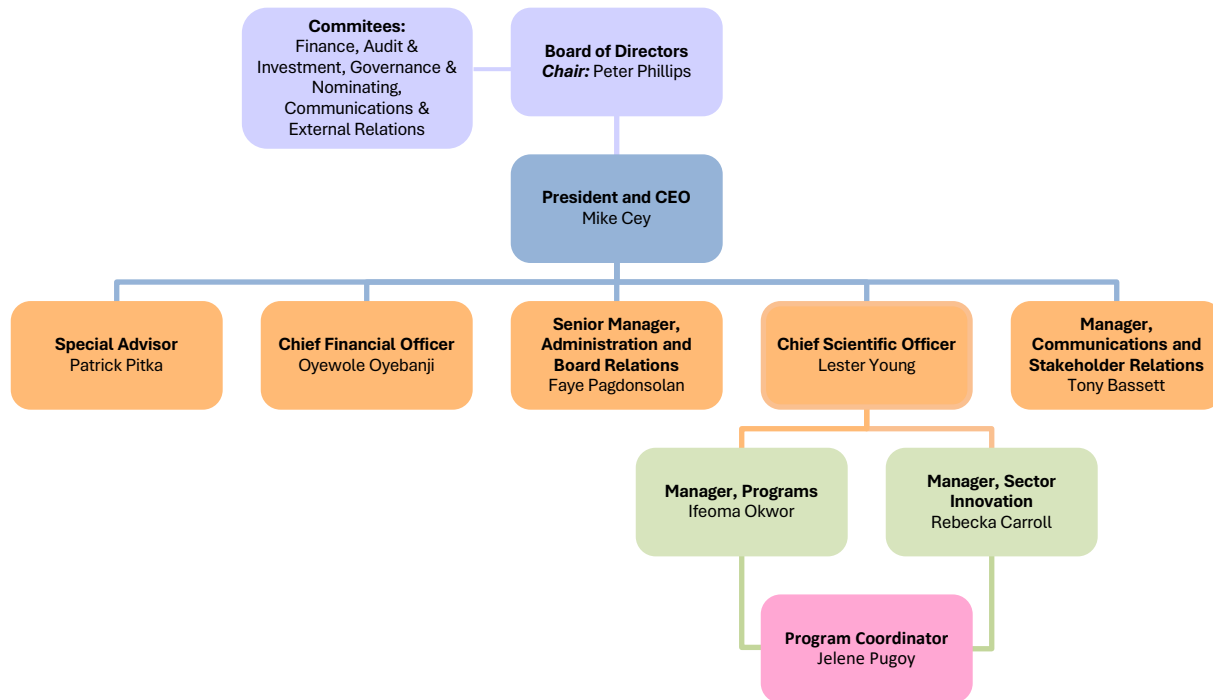 Commitees:
Finance, Audit &
Investment, Governance &
Nominating,
Communications &
External Relations
Board of Directors
Chair: Peter Phillips
President and CEO
Mike Cey
Special Advisor
Patrick Pitka
Chief Financial Officer
Oyewole Oyebanji
Senior Manager,
Administration and
Board Relations
Faye Pagdonsolan
Chief Scientific Officer
Lester Young
Manager,
Communications and
Stakeholder Relations
Tony Bassett
Manager, Programs
Ifeoma Okwor
Manager, Sector
Innovation
Rebecka Carroll
Program Coordinator
Jelene Pugoy